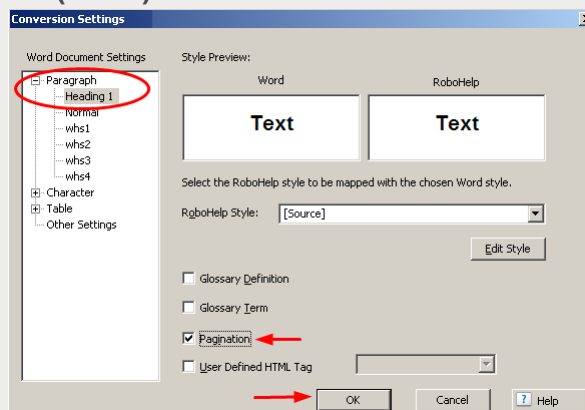 Conversion Settings
Word Document Settings
Style Preview:
Paragraph
Heading 1
Normal
whs1
whs2
whs3
whs4
Character
Table
Other Settings
Word
RoboHelp
Text
Text
Select the RoboHelp style to be mapped with the chosen Word style.
RoboHelp Style:
[Source]
Edit Style
Glossary Definition
Glossary Term
Pagination
User Defined HTML Tag
OK
Cancel
Help